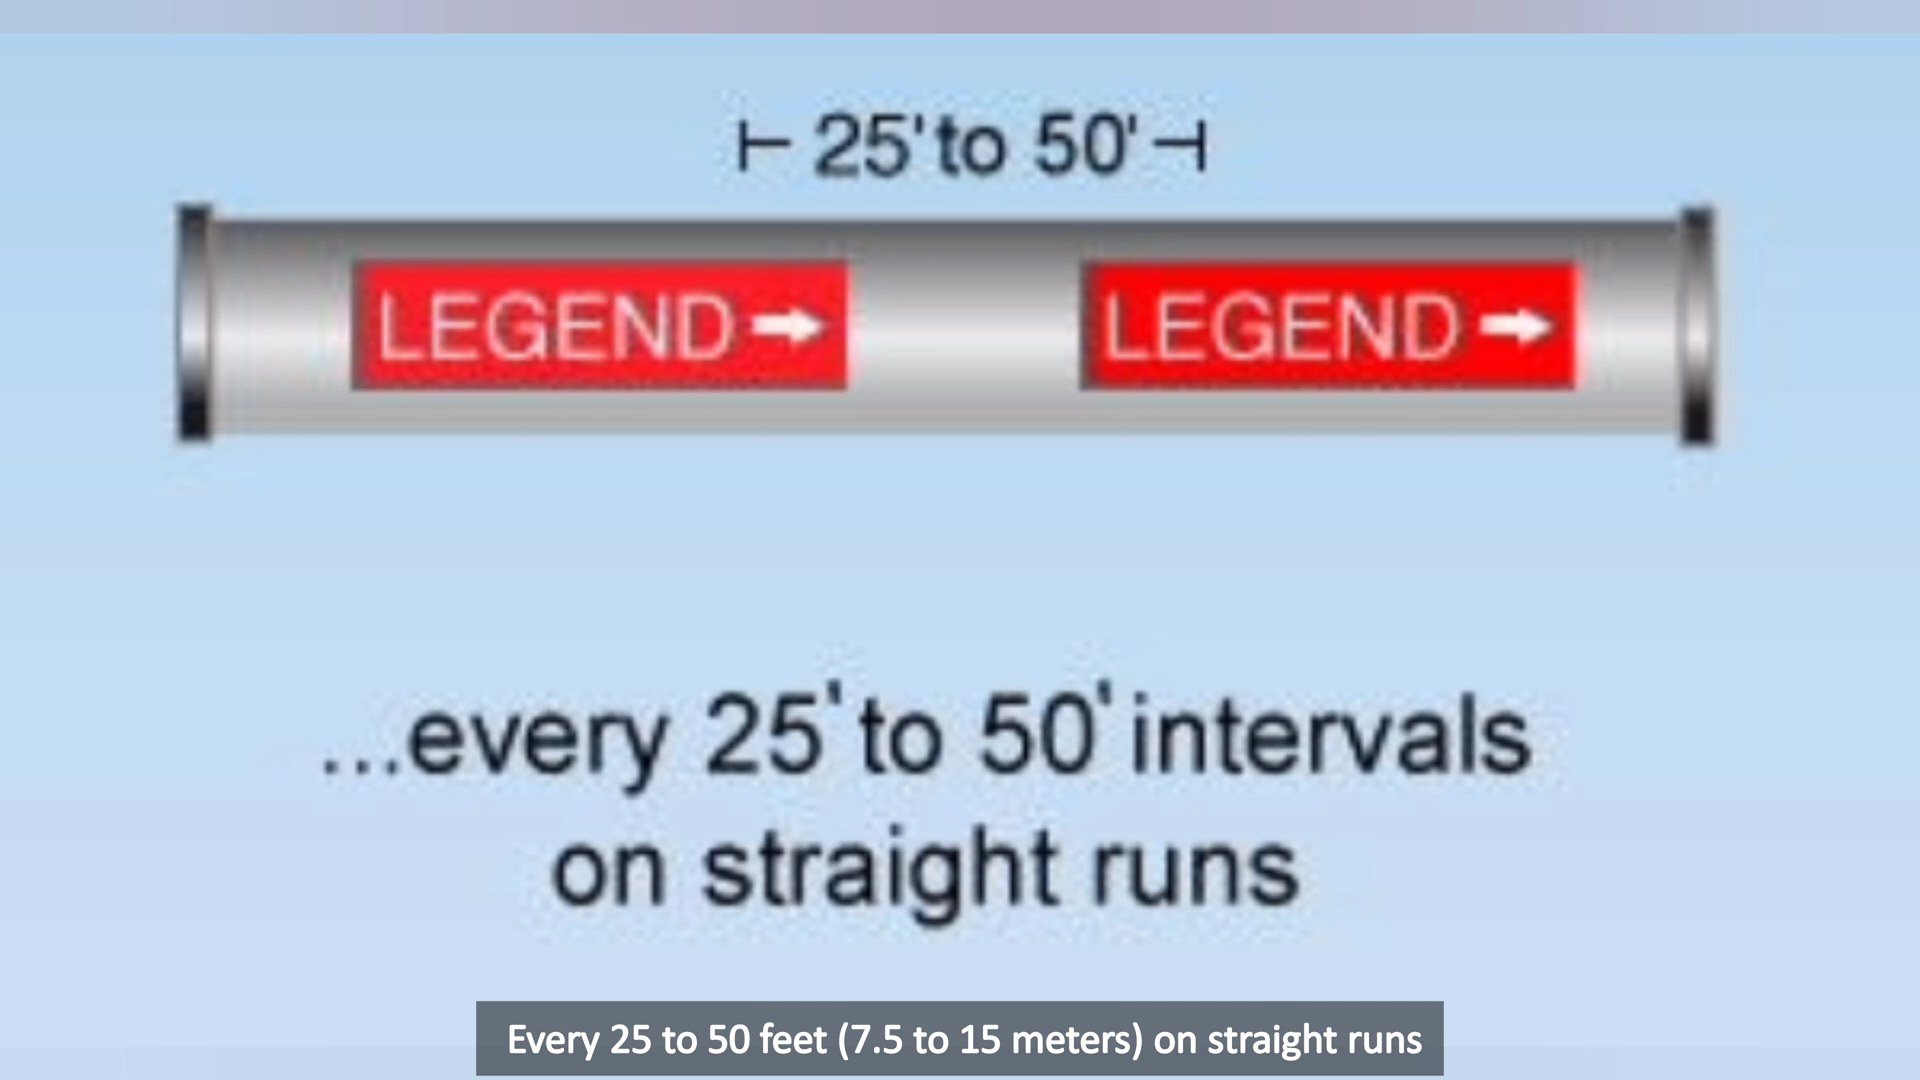 25' to 50'
LEGEND
LEGEND
...every 25' to 50' intervals
on straight runs
Every 25 to 50 feet (7.5 to 15 meters) on straight runs